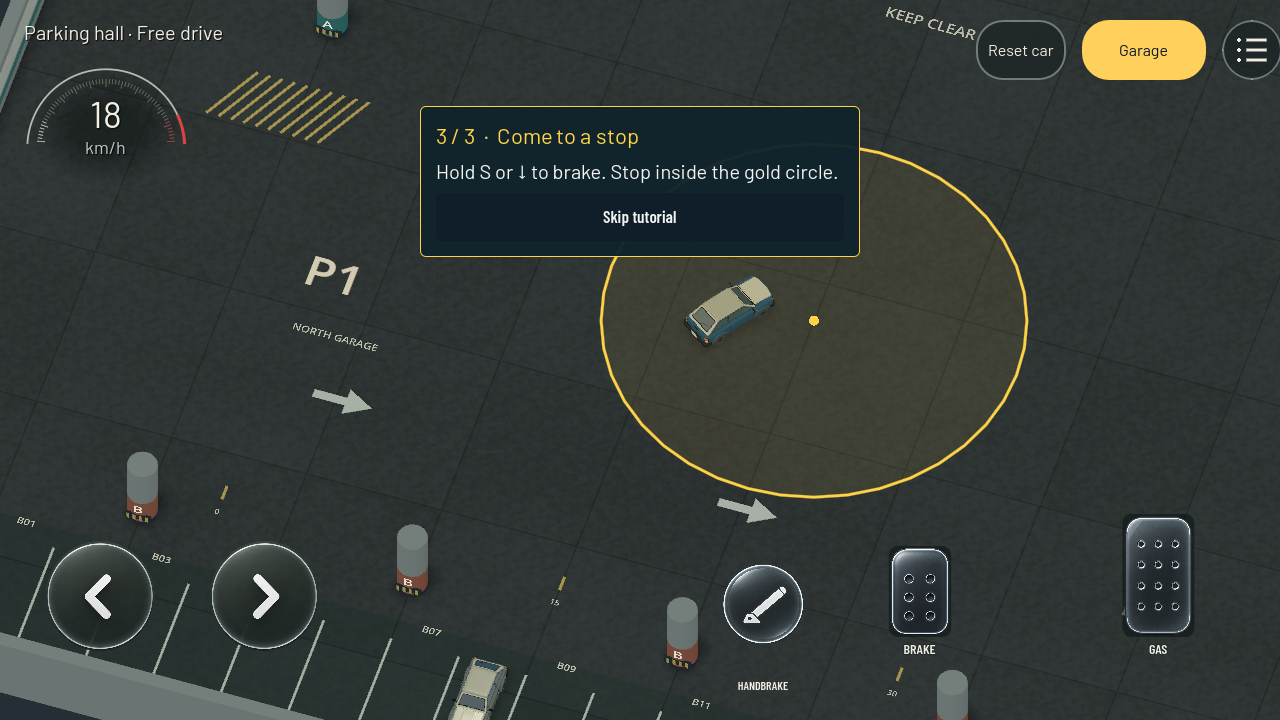 Parking hall · Free drive
A
KEEP CLEAR
Reset car
Garage
18
km/h
3 / 3 · Come to a stop
Hold S or ↓ to brake. Stop inside the gold circle.
Skip tutorial
P1
NORTH GARAGE
B
0
B01
B03
B
15
B07
B
B09
B11
30
HANDBRAKE
BRAKE
GAS